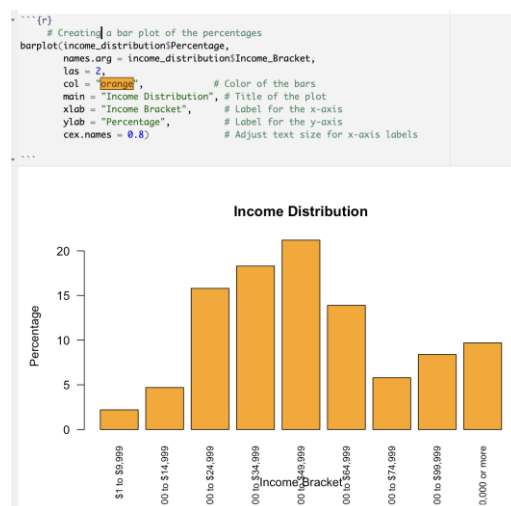 ```{r}
# Creating a bar plot of the percentages
barplot(income_distribution$Percentage,
names.arg = income_distribution$Income_Bracket,
las = 2,
col = "orange", # Color of the bars
main = "Income Distribution", # Title of the plot
xlab = "Income Bracket", # Label for the x-axis
ylab = "Percentage", # Label for the y-axis
cex.names = 0.8) # Adjust text size for x-axis labels
```
Income Distribution
Percentage
20
15
10
5
0
$1 to $9,999
00 to $14,999
00 to $24,999
00 to $34,999
00 to $49,999
00 to $64,999
00 to $74,999
00 to $99,999
0,000 or more
Income Bracket